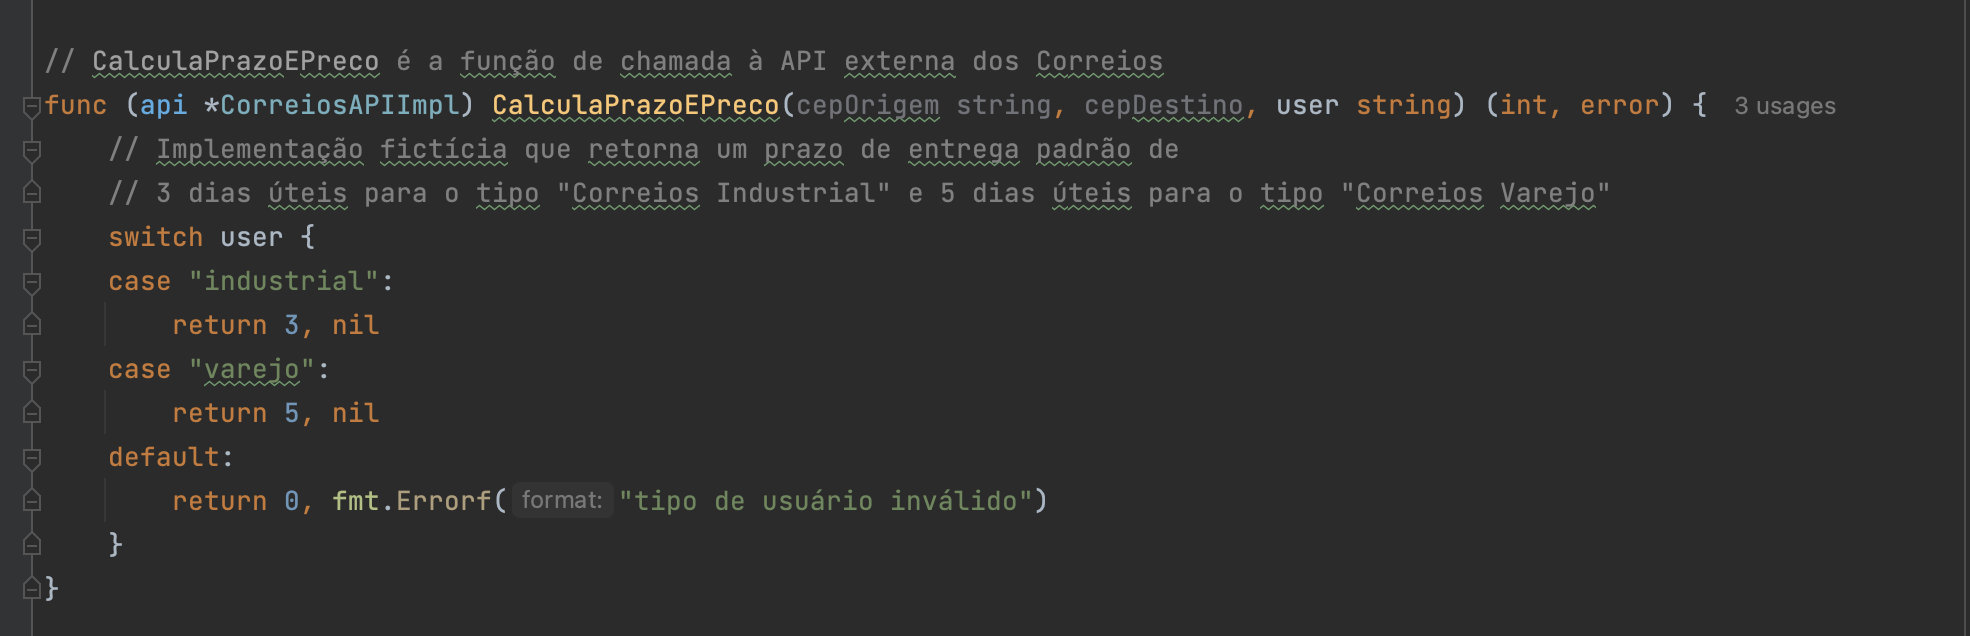 // CalculaPrazoEPreco é a função de chamada à API externa dos Correios
func (api *CorreiosAPIImpl) CalculaPrazoEPreco(cepOrigem string, cepDestino, user string) (int, error) { 3 usages
// Implementação fictícia que retorna um prazo de entrega padrão de
// 3 dias úteis para o tipo "Correios Industrial" e 5 dias úteis para o tipo "Correios Varejo"
switch user {
case "industrial":
return 3, nil
case "varejo":
return 5, nil
default:
return 0, fmt.Errorf( format: "tipo de usuário inválido")
}
}